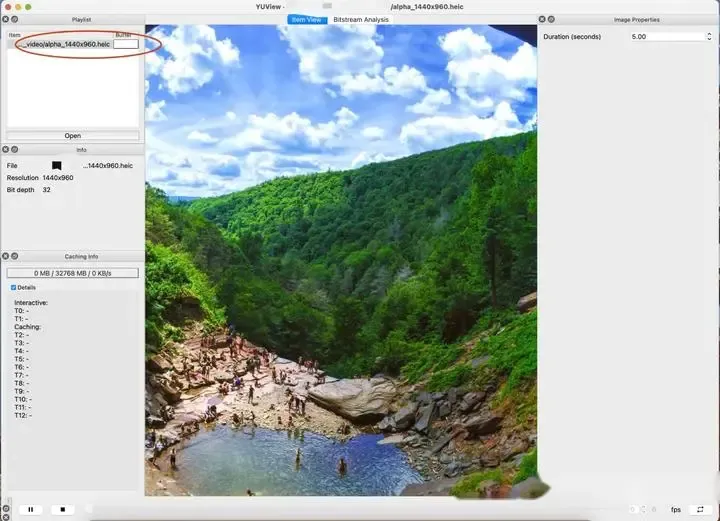 YUView - /alpha_1440x960.heic
Playlist
Item View
Bitstream Analysis
Image Properties
Item
Buffer
..._video/alpha_1440x960.heic
Duration (seconds)
5.00
Open
Info
File
...1440x960.heic
Resolution 1440x960
Bit depth 32
Caching Info
0 MB / 32768 MB / 0 KB/s
Details
Interactive:
T0: -
T1: -
Caching:
T2: -
T3: -
T4: -
T5: -
T6: -
T7: -
T8: -
T9: -
T10: -
T11: -
T12: -
fps